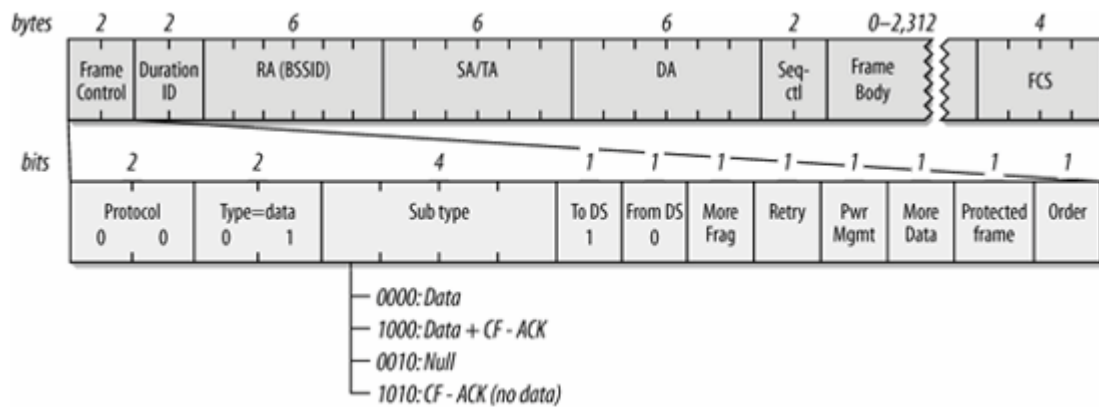 bytes 2 2 6 6 6 2 0–2,312 4
Frame Control Duration ID RA (BSSID) SA/TA DA Seq-ctl Frame Body FCS
bits 2 2 4 1 1 1 1 1 1 1 1
Protocol 0 0 Type=data 0 1 Sub type To DS 1 From DS 0 More Frag Retry Pwr Mgmt More Data Protected frame Order
0000: Data
1000: Data + CF - ACK
0010: Null
1010: CF - ACK (no data)